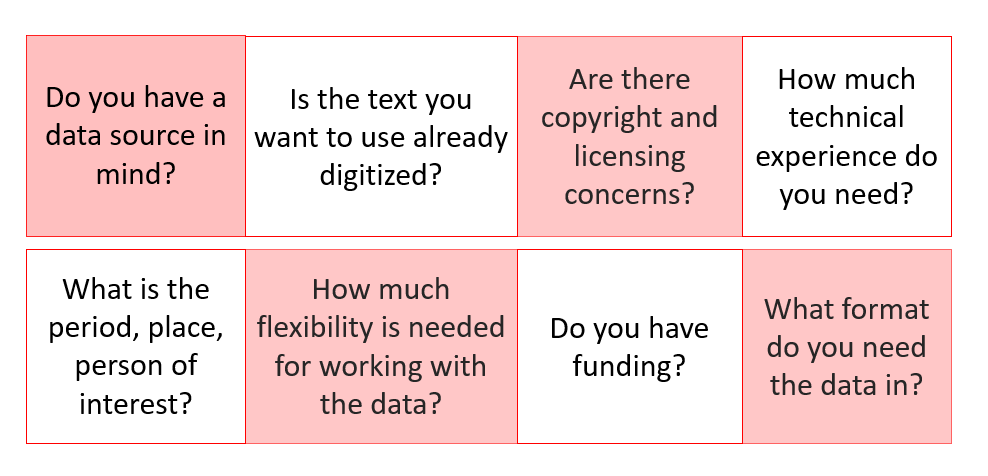 Do you have a
data source in
mind?
Is the text you
want to use already
digitized?
Are there
copyright and
licensing
concerns?
How much
technical
experience do
you need?
What is the
period, place,
person of
interest?
How much
flexibility is needed
for working with
the data?
Do you have
funding?
What format
do you need
the data in?